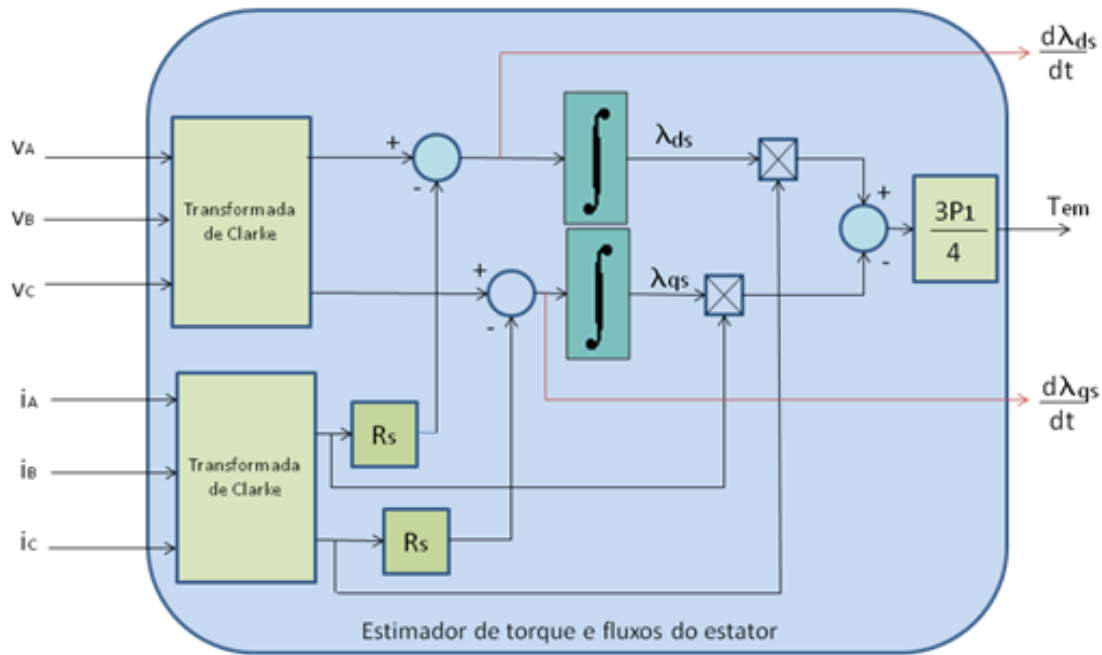 dλds
dt
vA
vB
vC
Transformada
de Clarke
+
-
λds
+
-
3P1
4
Tem
+
-
λqs
dλqs
dt
iA
iB
iC
Transformada
de Clarke
Rs
Rs
Estimador de torque e fluxos do estator